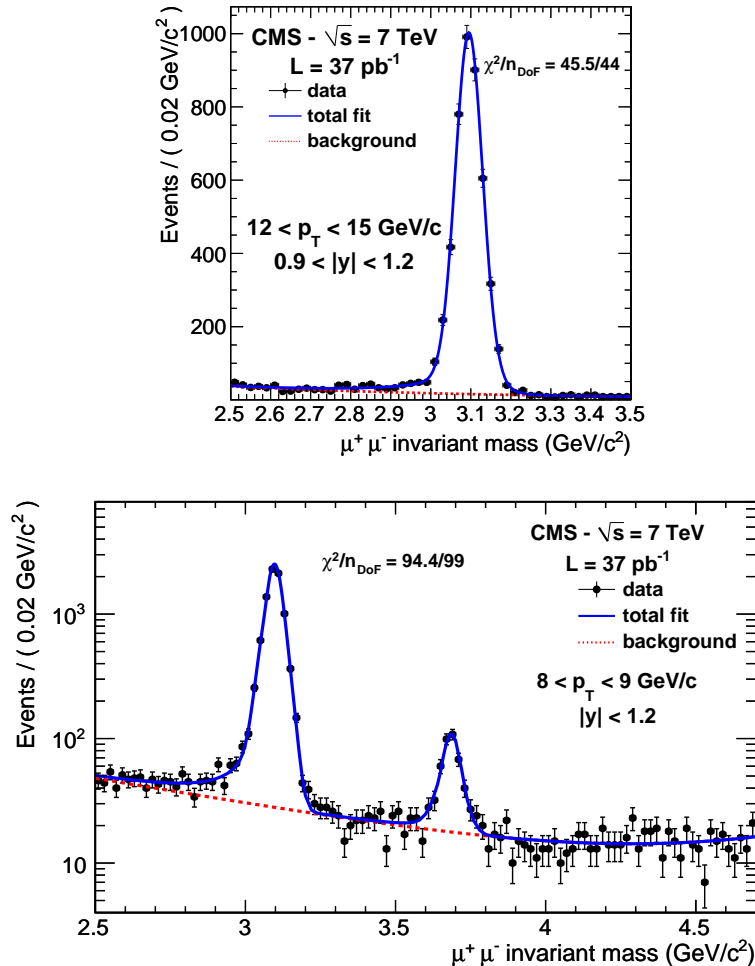 CMS - √s = 7 TeV
L = 37 pb⁻¹
data
total fit
background
χ²/n_DoF = 45.5/44
12 < p_T < 15 GeV/c
0.9 < |y| < 1.2
Events / ( 0.02 GeV/c² )
1000
800
600
400
200
2.5 2.6 2.7 2.8 2.9 3 3.1 3.2 3.3 3.4 3.5
μ⁺ μ⁻ invariant mass (GeV/c²)
CMS - √s = 7 TeV
L = 37 pb⁻¹
data
total fit
background
χ²/n_DoF = 94.4/99
8 < p_T < 9 GeV/c
|y| < 1.2
Events / ( 0.02 GeV/c² )
10³
10²
10
2.5 3 3.5 4 4.5
μ⁺ μ⁻ invariant mass (GeV/c²)